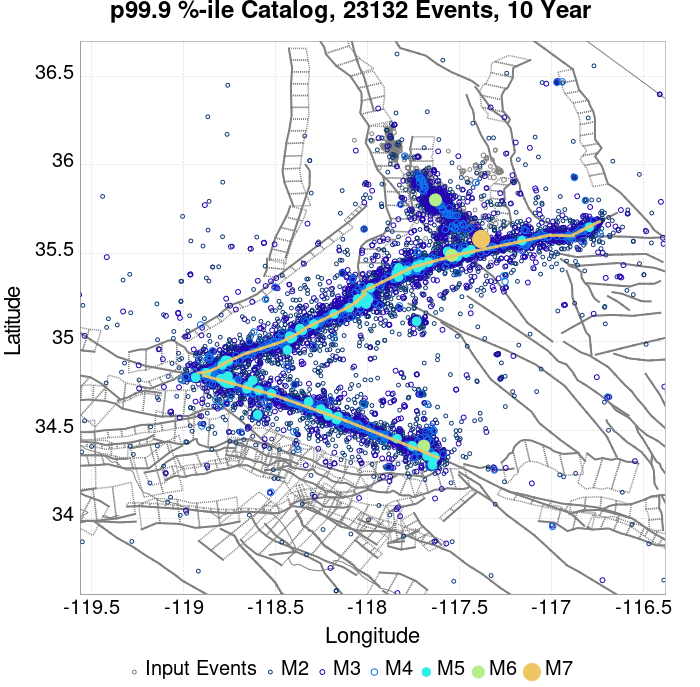 p99.9 %-ile Catalog, 23132 Events, 10 Year
36.5
36
35.5
35
34.5
34
Latitude
-119.5 -119 -118.5 -118 -117.5 -117 -116.5
Longitude
Input Events M2 M3 M4 M5 M6 M7